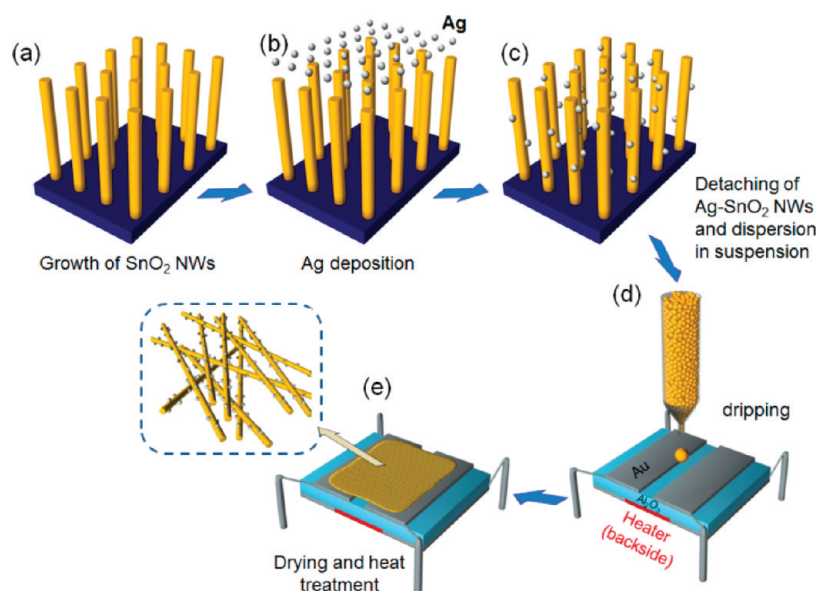 (a)
(b)
Ag
(c)
Growth of SnO₂ NWs
Ag deposition
Detaching of
Ag-SnO₂ NWs
and dispersion
in suspension
(d)
dripping
Au
Al₂O₃
Heater
(backside)
(e)
Drying and heat
treatment